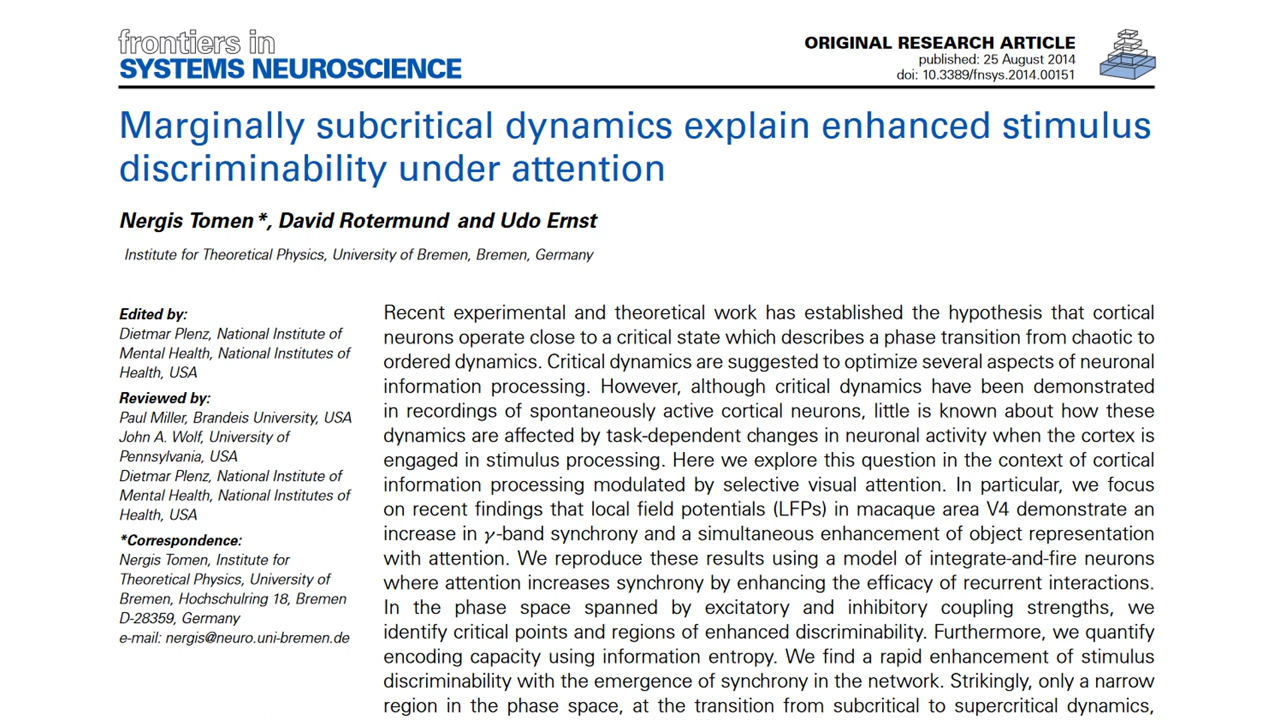 frontiers in
SYSTEMS NEUROSCIENCE
ORIGINAL RESEARCH ARTICLE
published: 25 August 2014
doi: 10.3389/fnsys.2014.00151
Marginally subcritical dynamics explain enhanced stimulus
discriminability under attention
Nergis Tomen*, David Rotermund and Udo Ernst
Institute for Theoretical Physics, University of Bremen, Bremen, Germany
Edited by:
Dietmar Plenz, National Institute of
Mental Health, National Institutes of
Health, USA
Reviewed by:
Paul Miller, Brandeis University, USA
John A. Wolf, University of
Pennsylvania, USA
Dietmar Plenz, National Institute of
Mental Health, National Institutes of
Health, USA
*Correspondence:
Nergis Tomen, Institute for
Theoretical Physics, University of
Bremen, Hochschulring 18, Bremen
D-28359, Germany
e-mail: nergis@neuro.uni-bremen.de
Recent experimental and theoretical work has established the hypothesis that cortical
neurons operate close to a critical state which describes a phase transition from chaotic to
ordered dynamics. Critical dynamics are suggested to optimize several aspects of neuronal
information processing. However, although critical dynamics have been demonstrated
in recordings of spontaneously active cortical neurons, little is known about how these
dynamics are affected by task-dependent changes in neuronal activity when the cortex is
engaged in stimulus processing. Here we explore this question in the context of cortical
information processing modulated by selective visual attention. In particular, we focus
on recent findings that local field potentials (LFPs) in macaque area V4 demonstrate an
increase in γ-band synchrony and a simultaneous enhancement of object representation
with attention. We reproduce these results using a model of integrate-and-fire neurons
where attention increases synchrony by enhancing the efficacy of recurrent interactions.
In the phase space spanned by excitatory and inhibitory coupling strengths, we
identify critical points and regions of enhanced discriminability. Furthermore, we quantify
encoding capacity using information entropy. We find a rapid enhancement of stimulus
discriminability with the emergence of synchrony in the network. Strikingly, only a narrow
region in the phase space, at the transition from subcritical to supercritical dynamics,